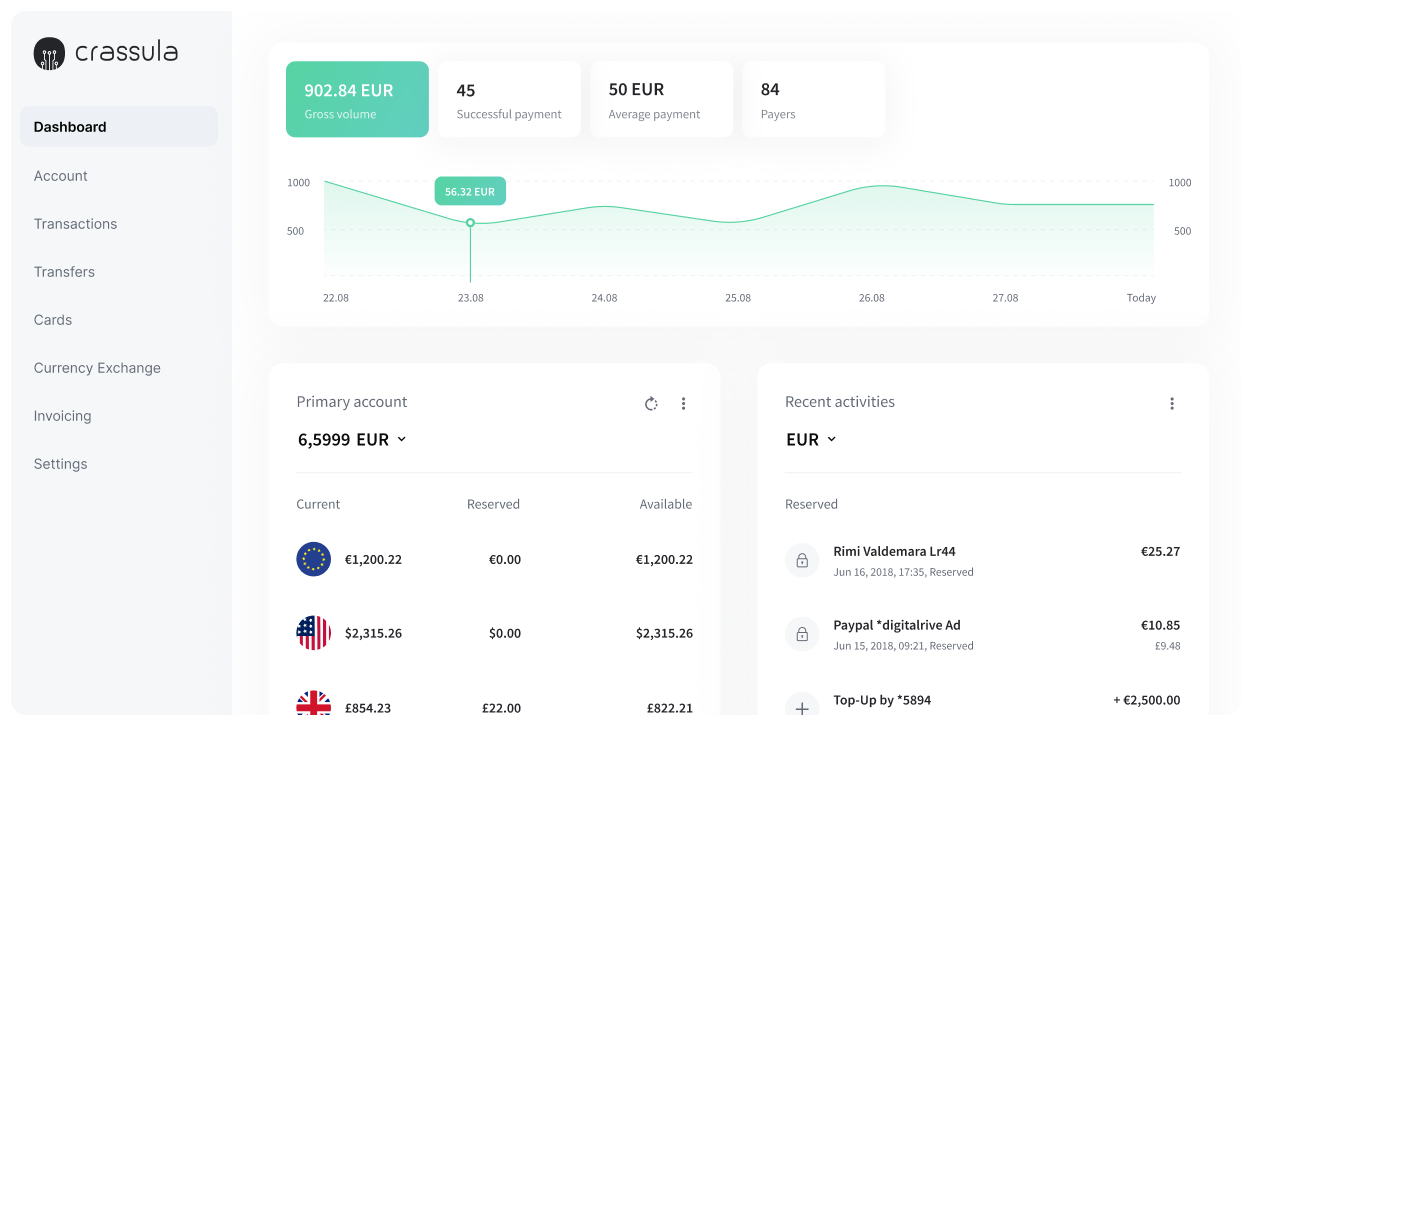 crassula
Dashboard
Account
Transactions
Transfers
Cards
Currency Exchange
Invoicing
Settings
902.84 EUR
Gross volume
45
Successful payment
50 EUR
Average payment
84
Payers
1000
500
56.32 EUR
1000
500
22.08
23.08
24.08
25.08
26.08
27.08
Today
Primary account
6,5999 EUR
Current Reserved Available
€1,200.22 €0.00 €1,200.22
$2,315.26 $0.00 $2,315.26
£854.23 £22.00 £822.21
Recent activities
EUR
Reserved
Rimi Valdemara Lr44 €25.27
Jun 16, 2018, 17:35, Reserved
Paypal *digitalrive Ad €10.85
Jun 15, 2018, 09:21, Reserved £9.48
Top-Up by *5894 + €2,500.00